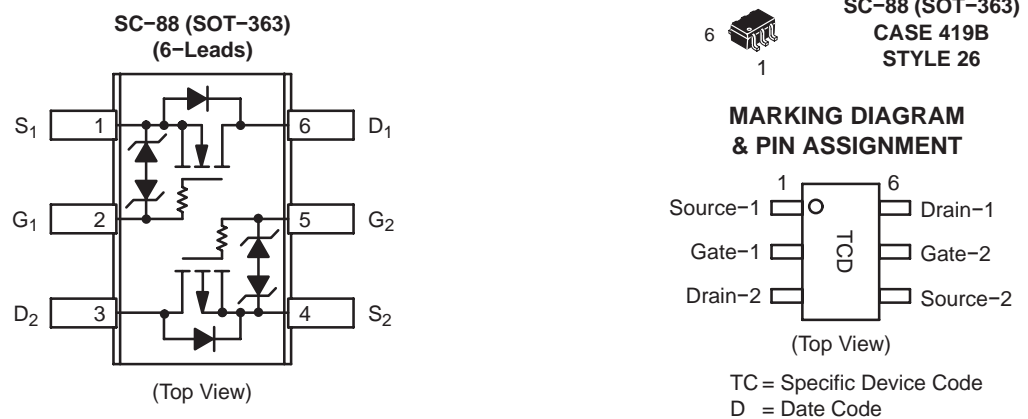 SC−88 (SOT−363)
(6−Leads)
S1 1 6 D1
G1 2 5 G2
D2 3 4 S2
(Top View)
SC−88 (SOT−363)
CASE 419B
STYLE 26
6
1
MARKING DIAGRAM
& PIN ASSIGNMENT
1 6
Source−1 Drain−1
Gate−1 TCD Gate−2
Drain−2 Source−2
(Top View)
TC = Specific Device Code
D = Date Code